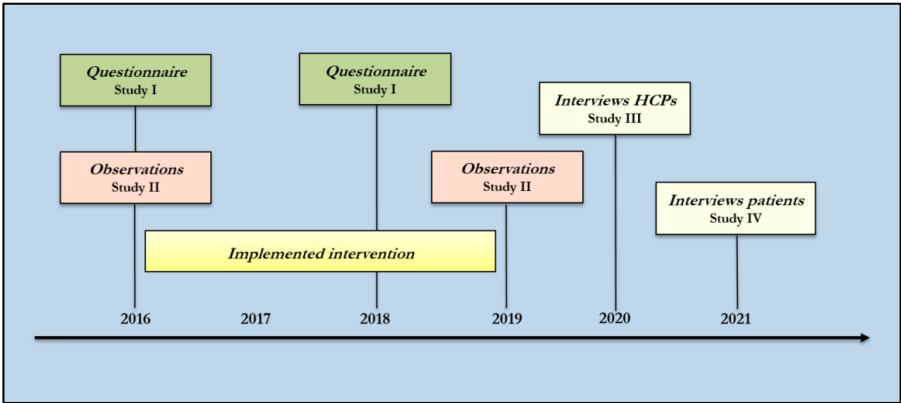 Questionnaire
Study I
Questionnaire
Study I
Interviews HCPs
Study III
Observations
Study II
Observations
Study II
Interviews patients
Study IV
Implemented intervention
2016
2017
2018
2019
2020
2021